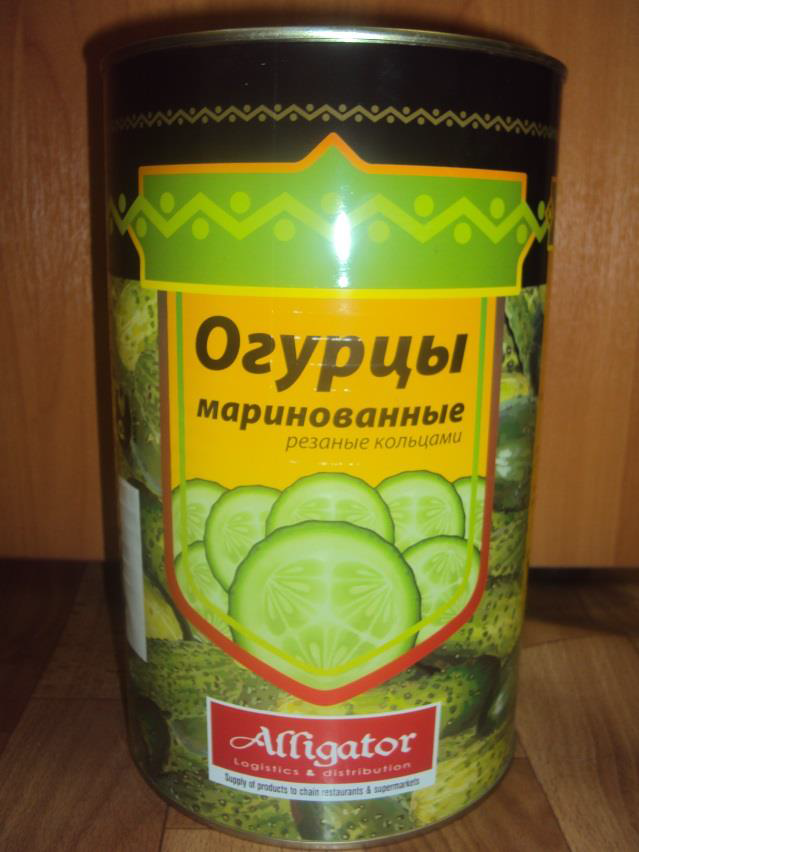 Огурцы
маринованные
резаные кольцами
Alligator
Logistics & distribution
Supply of products to chain restaurants & supermarkets